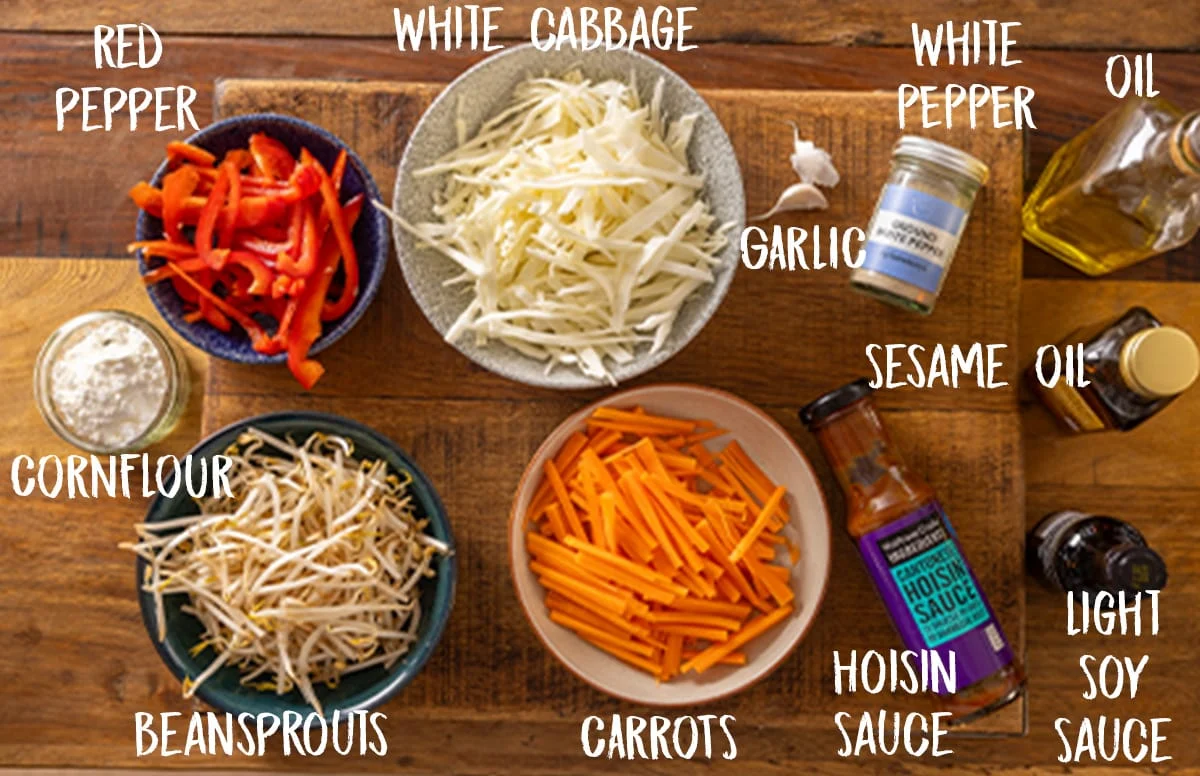 RED
PEPPER
WHITE CABBAGE
WHITE
PEPPER
OIL
GARLIC
GROUND
WHITE PEPPER
SESAME OIL
CORNFLOUR
HOISIN
SAUCE
BEANSPROUTS
CARROTS
HOISIN
SAUCE
LIGHT
SOY
SAUCE